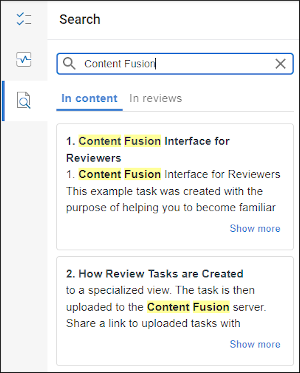 Search
Content Fusion
In content In reviews
1. Content Fusion Interface for
Reviewers
1. Content Fusion Interface for Reviewers
This example task was created with the
purpose of helping you to become familiar
Show more
2. How Review Tasks are Created
to a specialized view. The task is then
uploaded to the Content Fusion server.
Share a link to uploaded tasks with
Show more